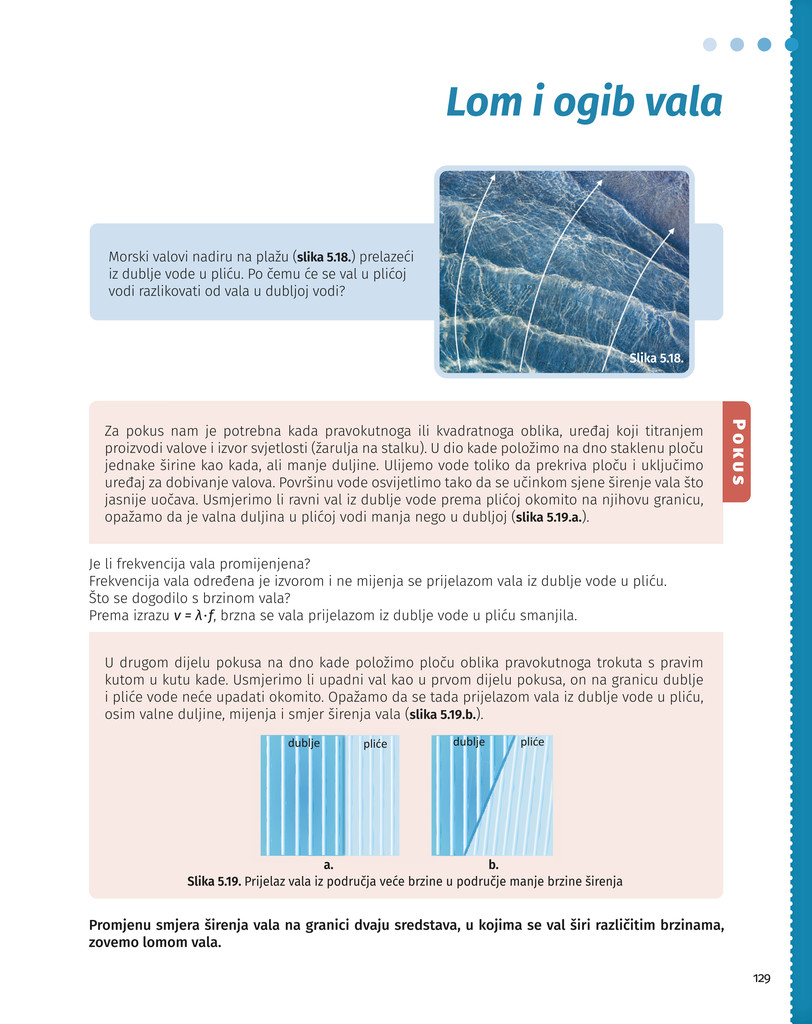 Lom i ogib vala
Morski valovi nadiru na plažu (slika 5.18.) prelazeći
iz dublje vode u pliću. Po čemu će se val u plićoj
vodi razlikovati od vala u dubljoj vodi?
Slika 5.18.
POKUS
Za pokus nam je potrebna kada pravokutnoga ili kvadratnoga oblika, uređaj koji titranjem
proizvodi valove i izvor svjetlosti (žarulja na stalku). U dio kade položimo na dno staklenu ploču
jednake širine kao kada, ali manje duljine. Ulijemo vode toliko da prekriva ploču i uključimo
uređaj za dobivanje valova. Površinu vode osvijetlimo tako da se učinkom sjene širenje vala što
jasnije uočava. Usmjerimo li ravni val iz dublje vode prema plićoj okomito na njihovu granicu,
opažamo da je valna duljina u plićoj vodi manja nego u dubljoj (slika 5.19.a.).
Je li frekvencija vala promijenjena?
Frekvencija vala određena je izvorom i ne mijenja se prijelazom vala iz dublje vode u pliću.
Što se dogodilo s brzinom vala?
Prema izrazu v = λ·f, brzna se vala prijelazom iz dublje vode u pliću smanjila.
U drugom dijelu pokusa na dno kade položimo ploču oblika pravokutnoga trokuta s pravim
kutom u kutu kade. Usmjerimo li upadni val kao u prvom dijelu pokusa, on na granicu dublje
i pliće vode neće upadati okomito. Opažamo da se tada prijelazom vala iz dublje vode u pliću,
osim valne duljine, mijenja i smjer širenja vala (slika 5.19.b.).
dublje pliće dublje pliće
a. b.
Slika 5.19. Prijelaz vala iz područja veće brzine u područje manje brzine širenja
Promjenu smjera širenja vala na granici dvaju sredstava, u kojima se val širi različitim brzinama,
zovemo lomom vala.
129